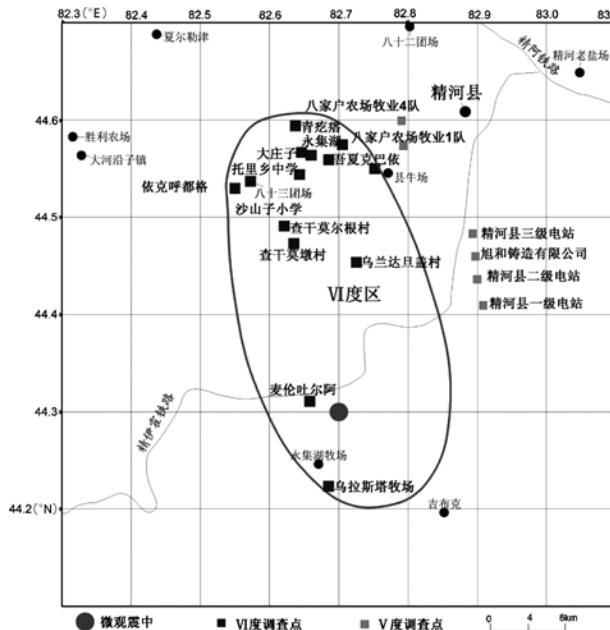 82.3(°E) 82.4 82.5 82.6 82.7 82.8 82.9 83.0
夏尔勒津
八十二团场
精阿铁路
精河老盐场
精河县
44.6
八家户农场牧业4队
青疙瘩
永集湖
八家户农场牧业1队
胜利农场
大河沿子镇
大庄子
吾夏克巴依
托里乡中学
县牛场
依克呼都格
八十三团场
44.5
沙山子小学
查干莫尔根村
精河县三级电站
查干莫墩村
旭和铸造有限公司
乌兰达旦盖村
精河县二级电站
VI度区
精河县一级电站
44.4
麦伦吐尔阿
44.3
精伊霍铁路
永集湖牧场
乌拉斯塔牧场
吉布克
44.2(°N)
微观震中 VI度调查点 V度调查点 0 4 8km